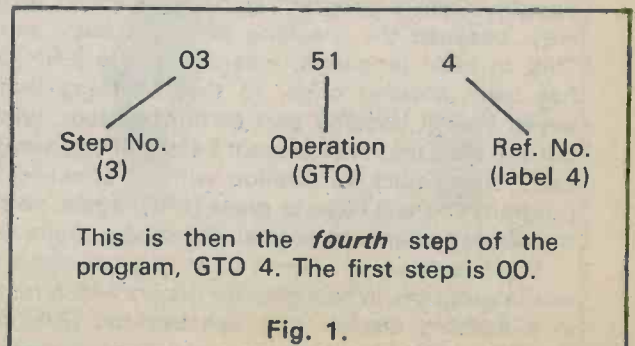 03 51 4
Step No. Operation Ref. No.
(3) (GTO) (label 4)
This is then the fourth step of the
program, GTO 4. The first step is 00.
Fig. 1.